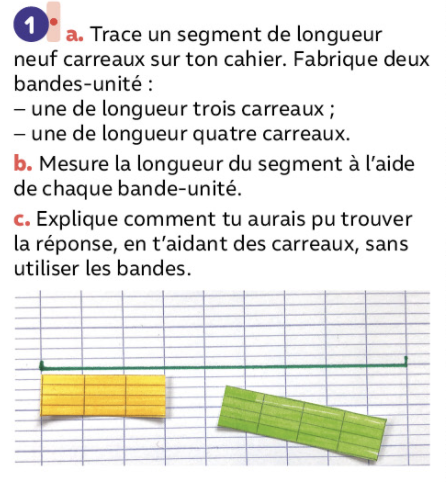 1 a. Trace un segment de longueur
neuf carreaux sur ton cahier. Fabrique deux
bandes-unité :
– une de longueur trois carreaux ;
– une de longueur quatre carreaux.
b. Mesure la longueur du segment à l’aide
de chaque bande-unité.
c. Explique comment tu aurais pu trouver
la réponse, en t’aidant des carreaux, sans
utiliser les bandes.